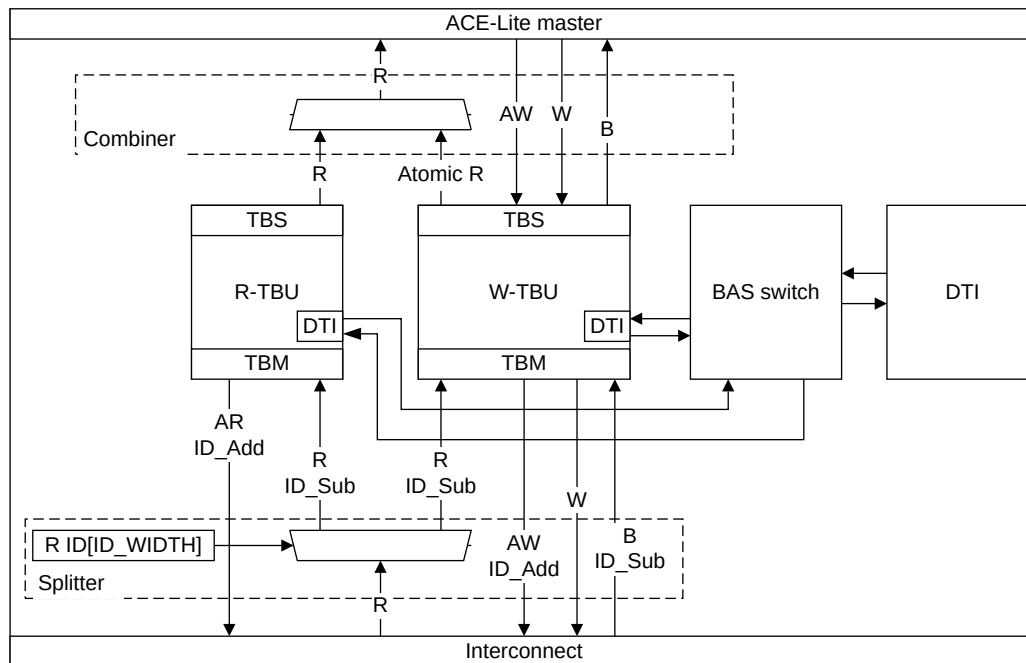 ACE-Lite master
R
AW
W
B
Combiner
R
Atomic R
TBS
TBS
R-TBU
W-TBU
BAS switch
DTI
DTI
DTI
TBM
TBM
AR
ID_Add
R
ID_Sub
R
ID_Sub
W
R ID[ID_WIDTH]
AW
ID_Add
B
ID_Sub
Splitter
R
Interconnect